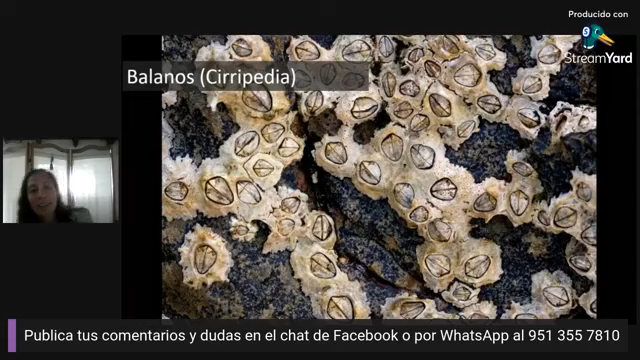 Producido con
StreamYard
Balanos (Cirripedia)
Publica tus comentarios y dudas en el chat de Facebook o por WhatsApp al 951 355 7810